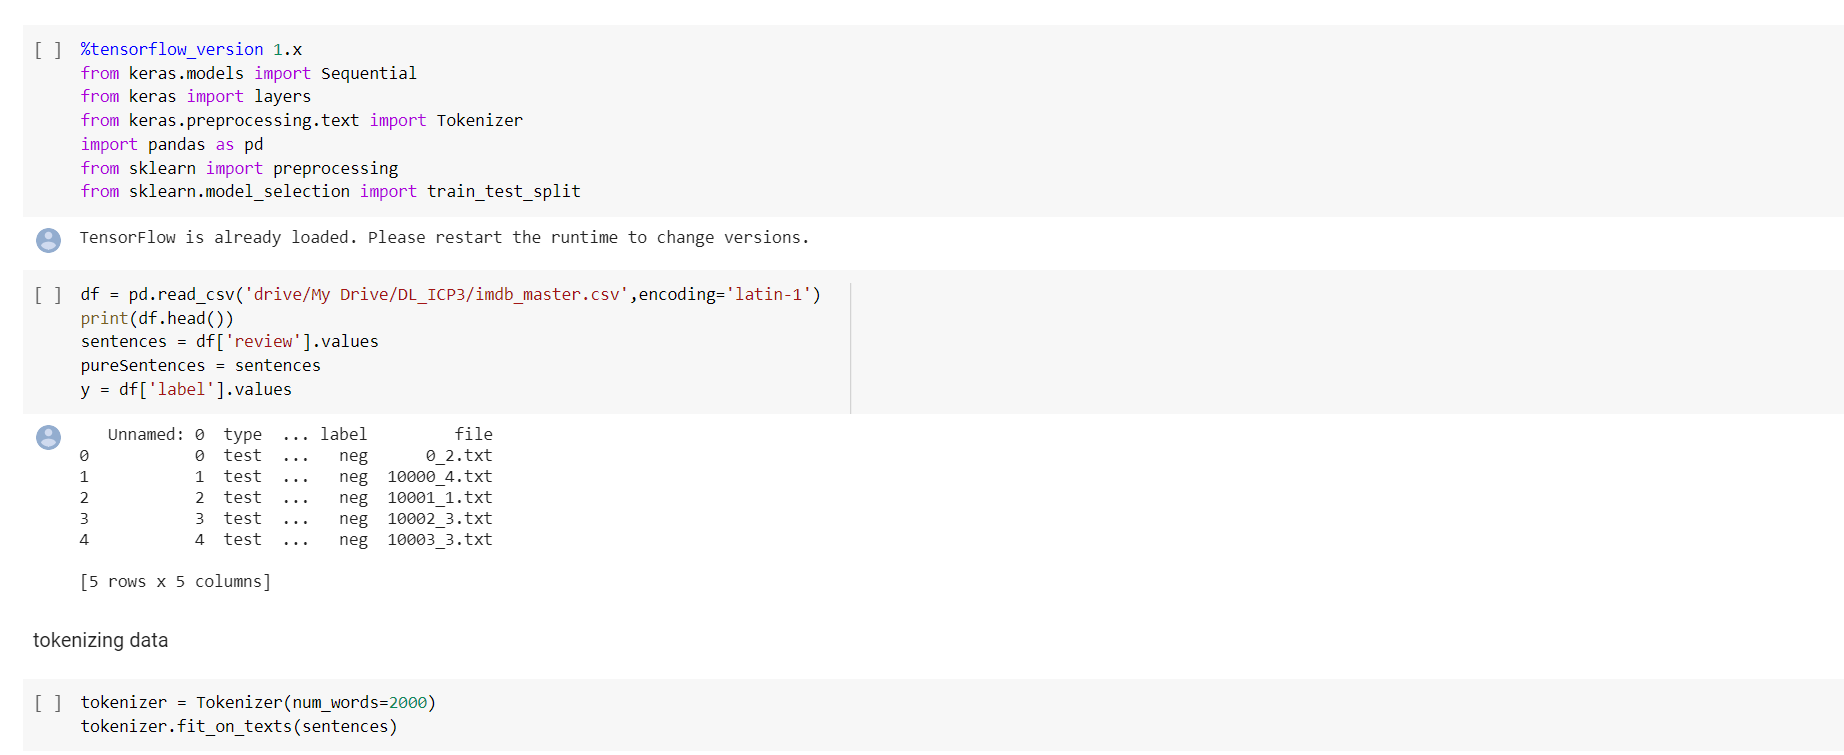 [ ] %tensorflow_version 1.x
from keras.models import Sequential
from keras import layers
from keras.preprocessing.text import Tokenizer
import pandas as pd
from sklearn import preprocessing
from sklearn.model_selection import train_test_split
TensorFlow is already loaded. Please restart the runtime to change versions.
[ ] df = pd.read_csv('drive/My Drive/DL_ICP3/imdb_master.csv',encoding='latin-1')
print(df.head())
sentences = df['review'].values
pureSentences = sentences
y = df['label'].values
Unnamed: 0 type ... label file
0 0 test ... neg 0_2.txt
1 1 test ... neg 10000_4.txt
2 2 test ... neg 10001_1.txt
3 3 test ... neg 10002_3.txt
4 4 test ... neg 10003_3.txt
[5 rows x 5 columns]
tokenizing data
[ ] tokenizer = Tokenizer(num_words=2000)
tokenizer.fit_on_texts(sentences)